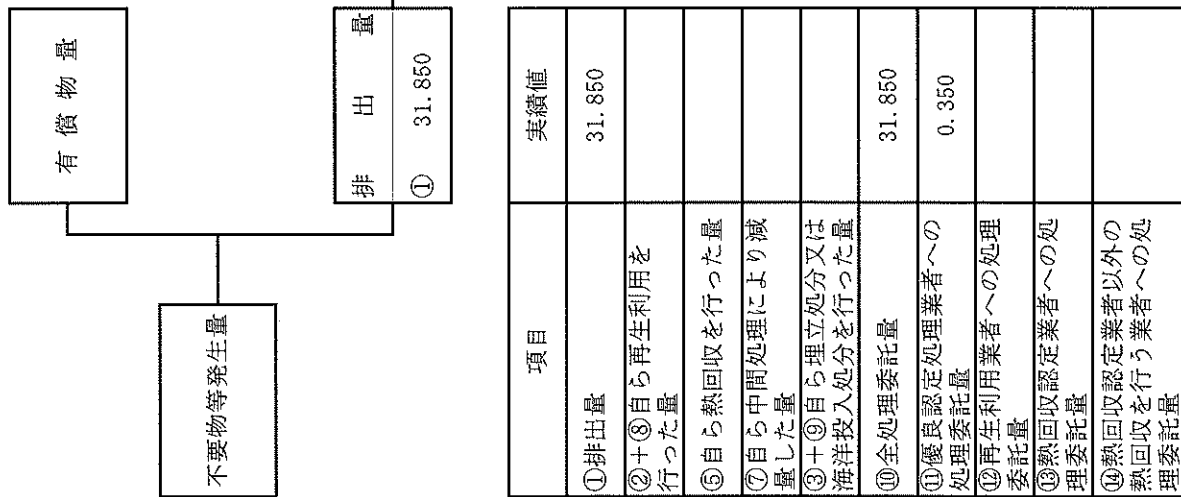 不要物等発生量
有償物量
排出量
① 31.850
項目 実績値
①排出量 31.850
②+⑧自ら再生利用を
行った量
⑤自ら熱回収を行った量
⑦自ら中間処理により減
量した量
③+⑨自ら埋立処分又は
海洋投入処分を行った量
⑩全処理委託量 31.850
⑪優良認定処理業者への
処理委託量 0.350
⑫再生利用業者への処理
委託量
⑬熱回収認定業者への処
理委託量
⑭熱回収認定業者以外の
熱回収を行う業者への処
理委託量